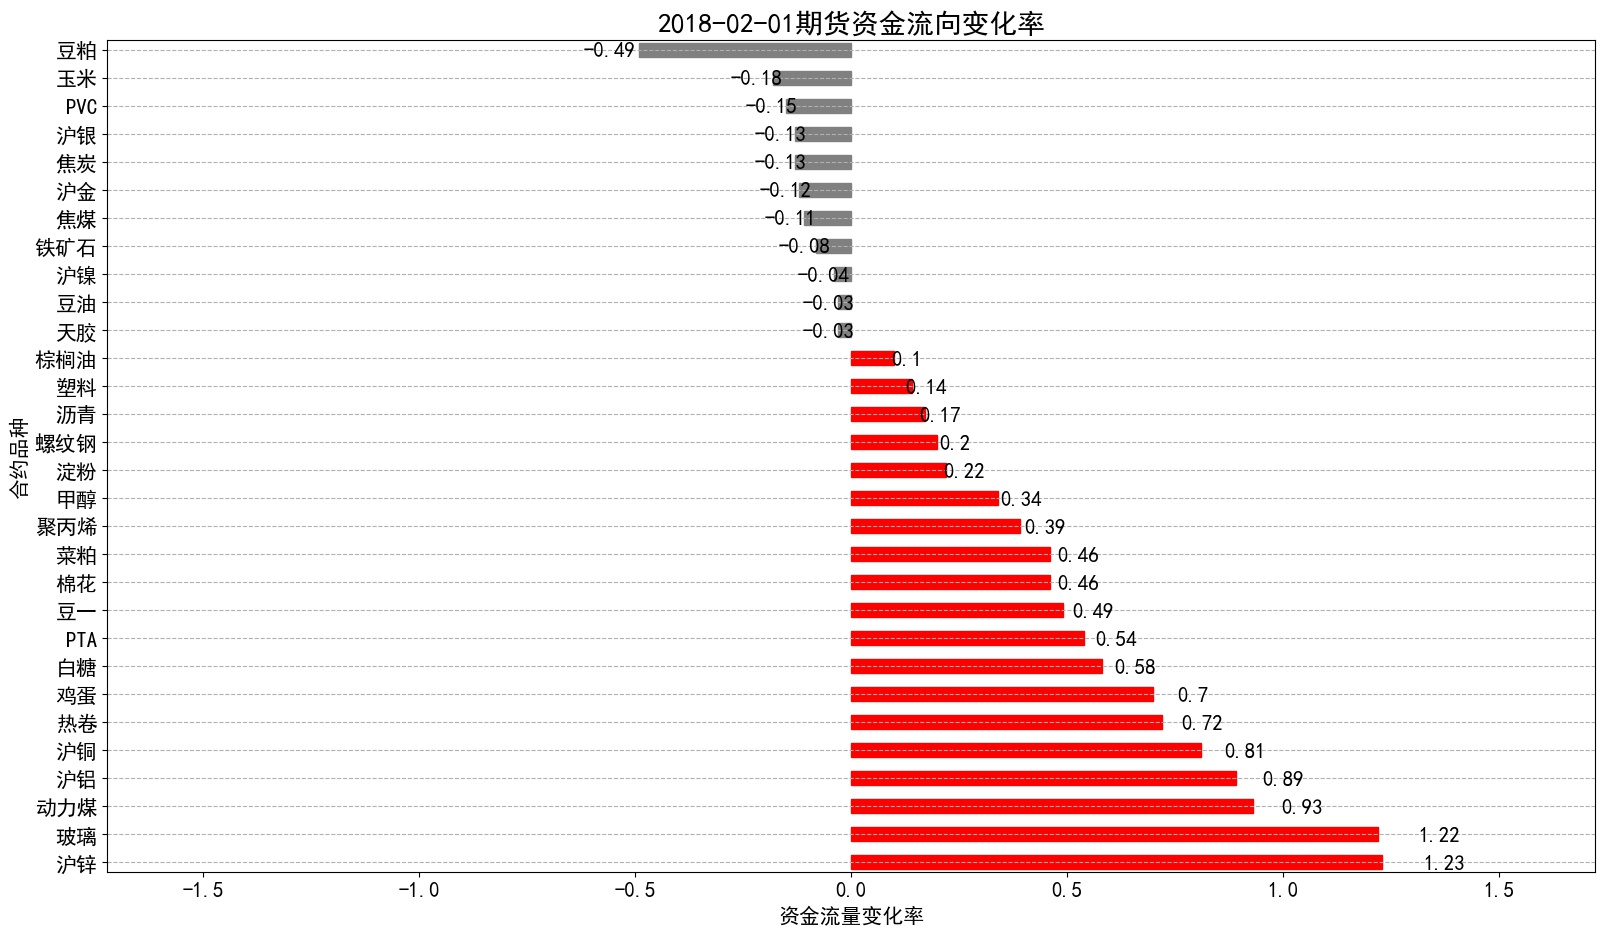 2018-02-01期货资金流向变化率
豆粕 -0.49
玉米 -0.18
PVC -0.15
沪银 -0.13
焦炭 -0.13
沪金 -0.12
焦煤 -0.11
铁矿石 -0.08
沪镍 -0.04
豆油 -0.03
天胶 -0.03
棕榈油 0.1
塑料 0.14
沥青 0.17
螺纹钢 0.2
淀粉 0.22
甲醇 0.34
聚丙烯 0.39
菜粕 0.46
棉花 0.46
豆一 0.49
PTA 0.54
白糖 0.58
鸡蛋 0.7
热卷 0.72
沪铜 0.81
沪铝 0.89
动力煤 0.93
玻璃 1.22
沪锌 1.23
合约品种
-1.5 -1.0 -0.5 0.0 0.5 1.0 1.5
资金流量变化率